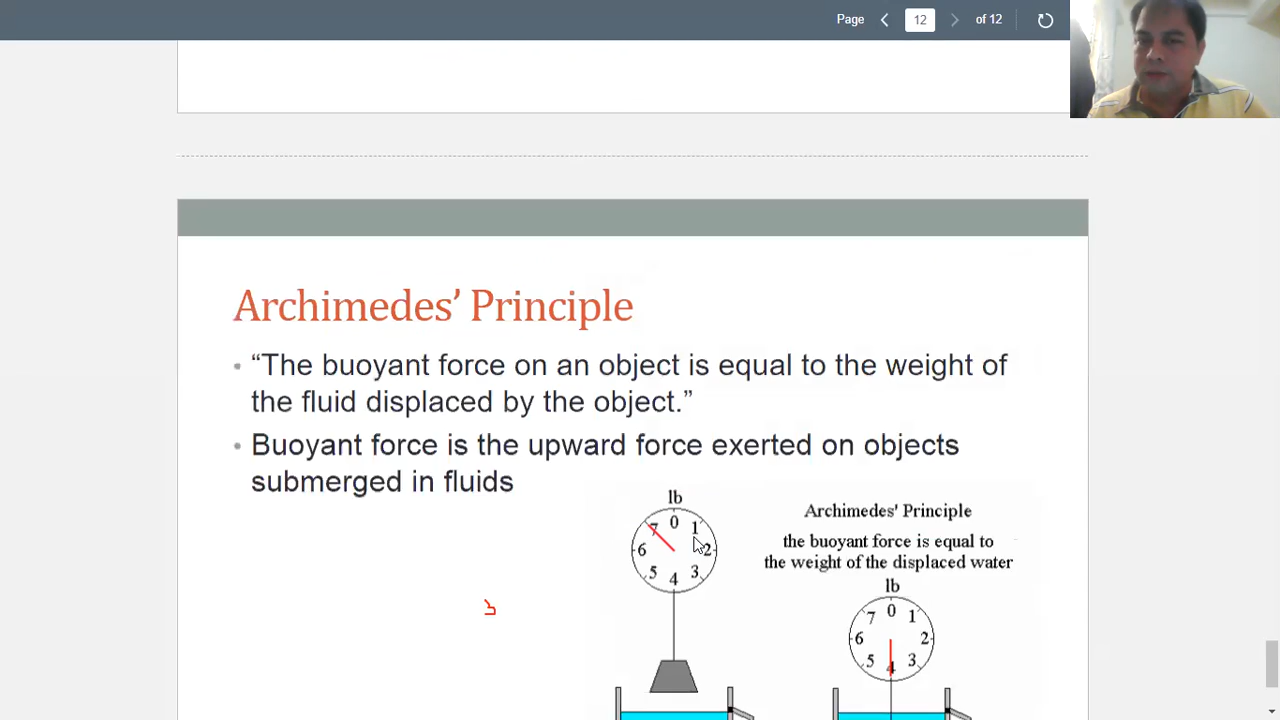 Page 12 of 12
Archimedes’ Principle
“The buoyant force on an object is equal to the weight of
the fluid displaced by the object.”
Buoyant force is the upward force exerted on objects
submerged in fluids
lb
0
1
2
3
4
5
6
7
Archimedes' Principle
the buoyant force is equal to
the weight of the displaced water
lb
0
1
2
3
4
5
6
7